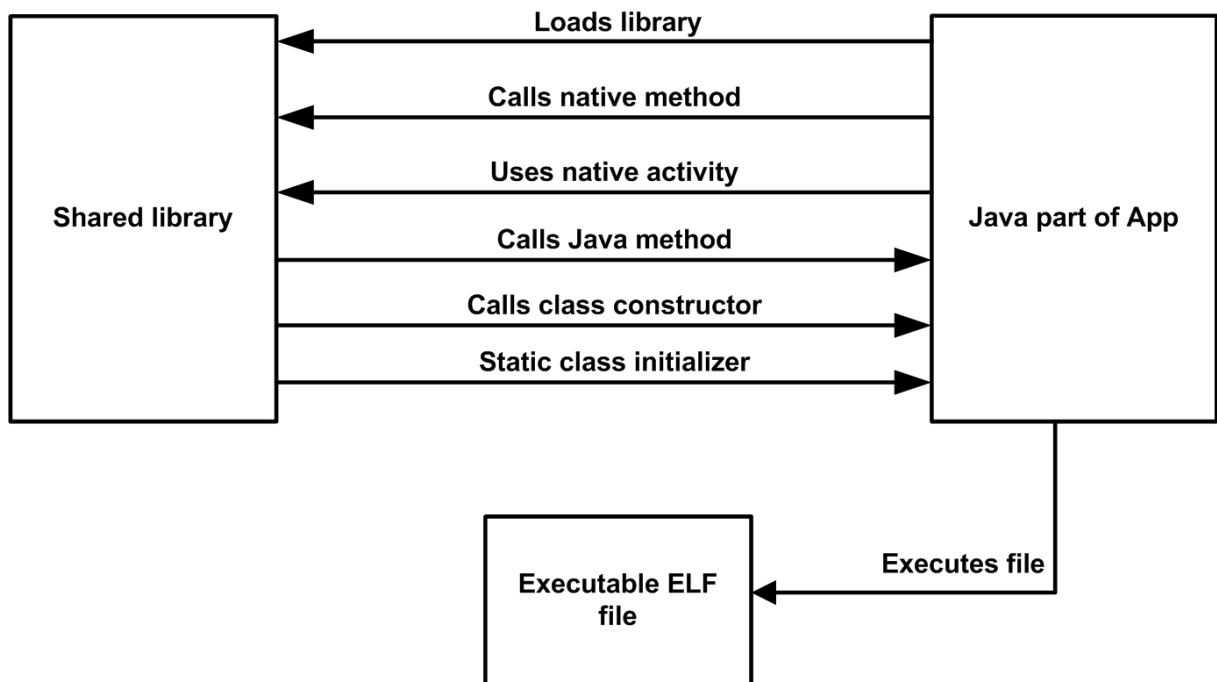 Loads library
Calls native method
Uses native activity
Shared library
Java part of App
Calls Java method
Calls class constructor
Static class initializer
Executes file
Executable ELF
file